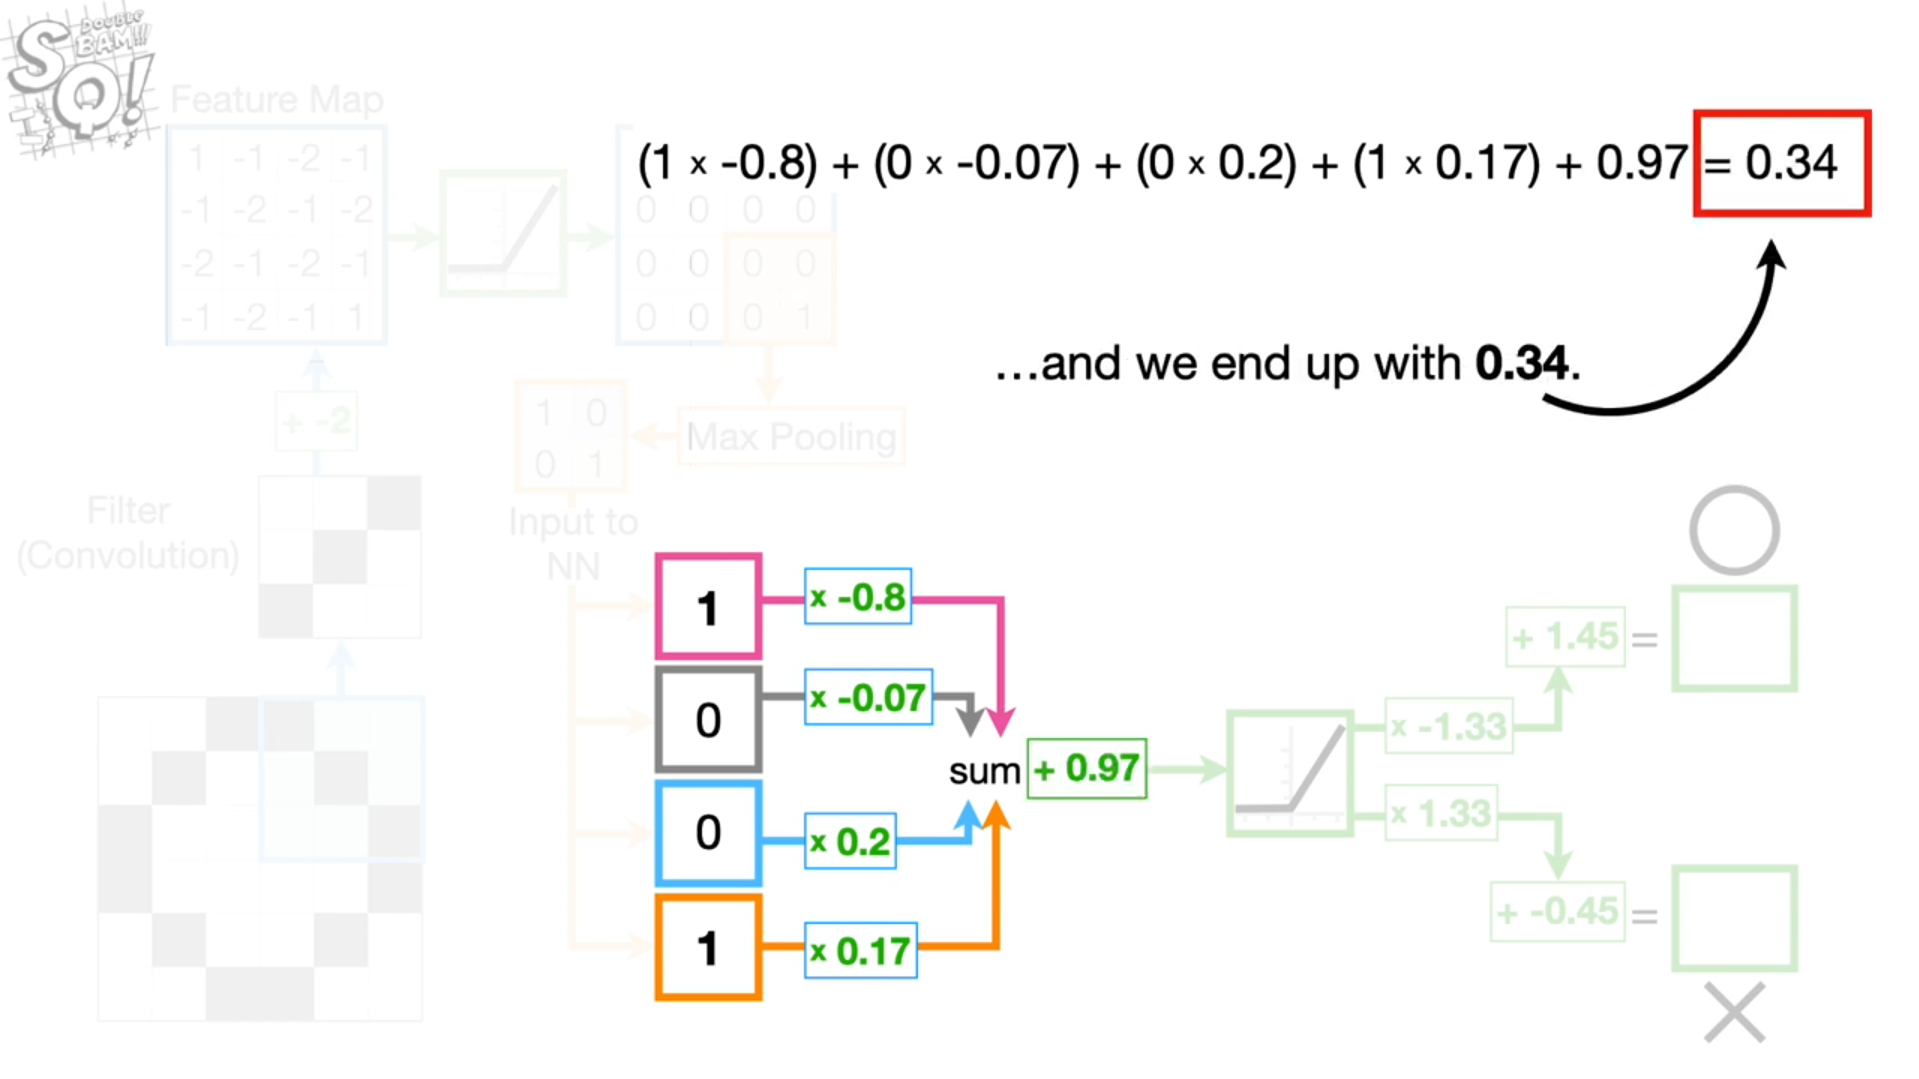 DOUBLE
BAM!!!
SQ!
Feature Map
1 -1 -2 -1
-1 -2 -1 -2
-2 -1 -2 -1
-1 -2 -1 1
(1 x -0.8) + (0 x -0.07) + (0 x 0.2) + (1 x 0.17) + 0.97 = 0.34
0 0 0 0
0 0 0 0
0 0 0 1
...and we end up with 0.34.
+ -2
1 0
0 1
Max Pooling
Filter
(Convolution)
Input to
NN
1
x -0.8
0
x -0.07
0
x 0.2
1
x 0.17
sum
+ 0.97
x -1.33
+ 1.45 =
x 1.33
+ -0.45 =